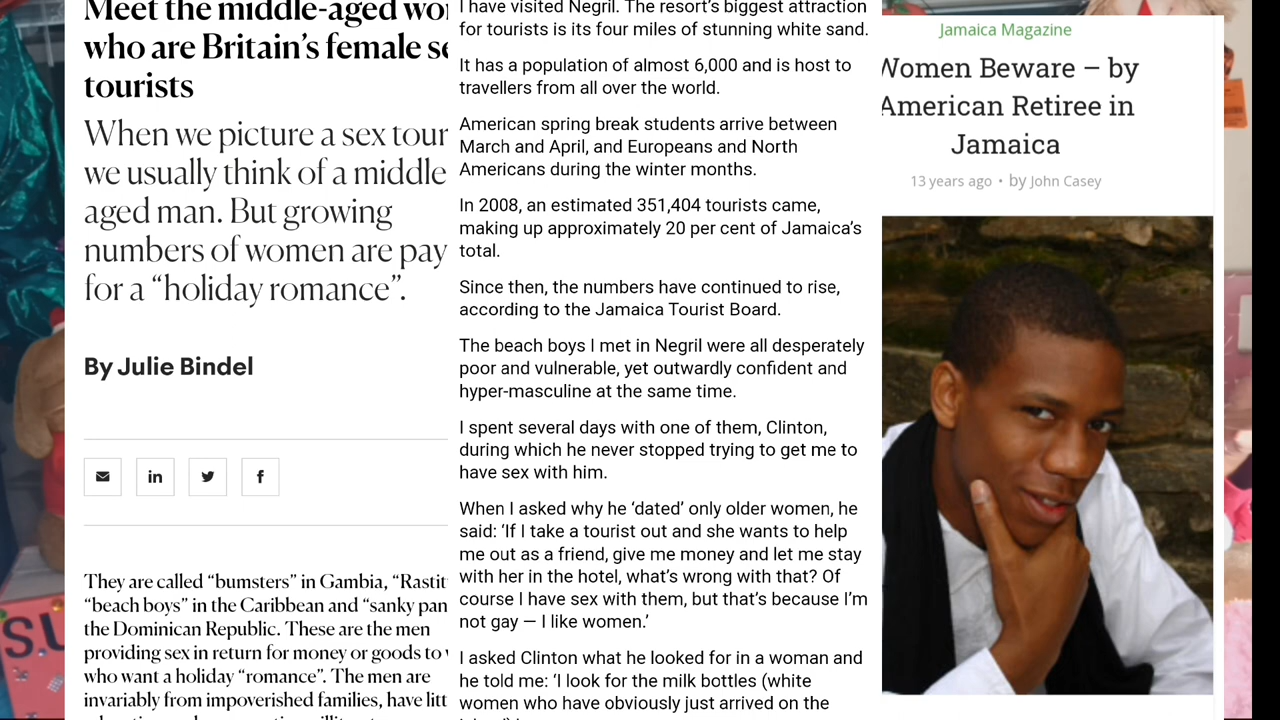 Meet the middle-aged
who are Britain's female
tourists
When we picture a sex
we usually think of a middle
aged man. But growing
numbers of women are
for a "holiday romance".
By Julie Bindel
in
f
They are called "bumsters" in Gambia,
"beach boys" in the Caribbean and "sanky
the Dominican Republic. These are the men
providing sex in return for money or goods to
who want a holiday "romance". The men are
invariably from impoverished families, have
I have visited Negril. The resort's biggest attraction
for tourists is its four miles of stunning white sand.
It has a population of almost 6,000 and is host to
travellers from all over the world.
American spring break students arrive between
March and April, and Europeans and North
Americans during the winter months.
In 2008, an estimated 351,404 tourists came,
making up approximately 20 per cent of Jamaica's
total.
Since then, the numbers have continued to rise,
according to the Jamaica Tourist Board.
The beach boys I met in Negril were all desperately
poor and vulnerable, yet outwardly confident and
hyper-masculine at the same time.
I spent several days with one of them, Clinton,
during which he never stopped trying to get me to
have sex with him.
When I asked why he 'dated' only older women, he
said: 'If I take a tourist out and she wants to help
me out as a friend, give me money and let me stay
with her in the hotel, what's wrong with that? Of
course I have sex with them, but that's because I'm
not gay — I like women.'
I asked Clinton what he looked for in a woman and
he told me: 'I look for the milk bottles (white
women who have obviously just arrived on the
Jamaica Magazine
Women Beware – by
American Retiree in
Jamaica
13 years ago • by John Casey